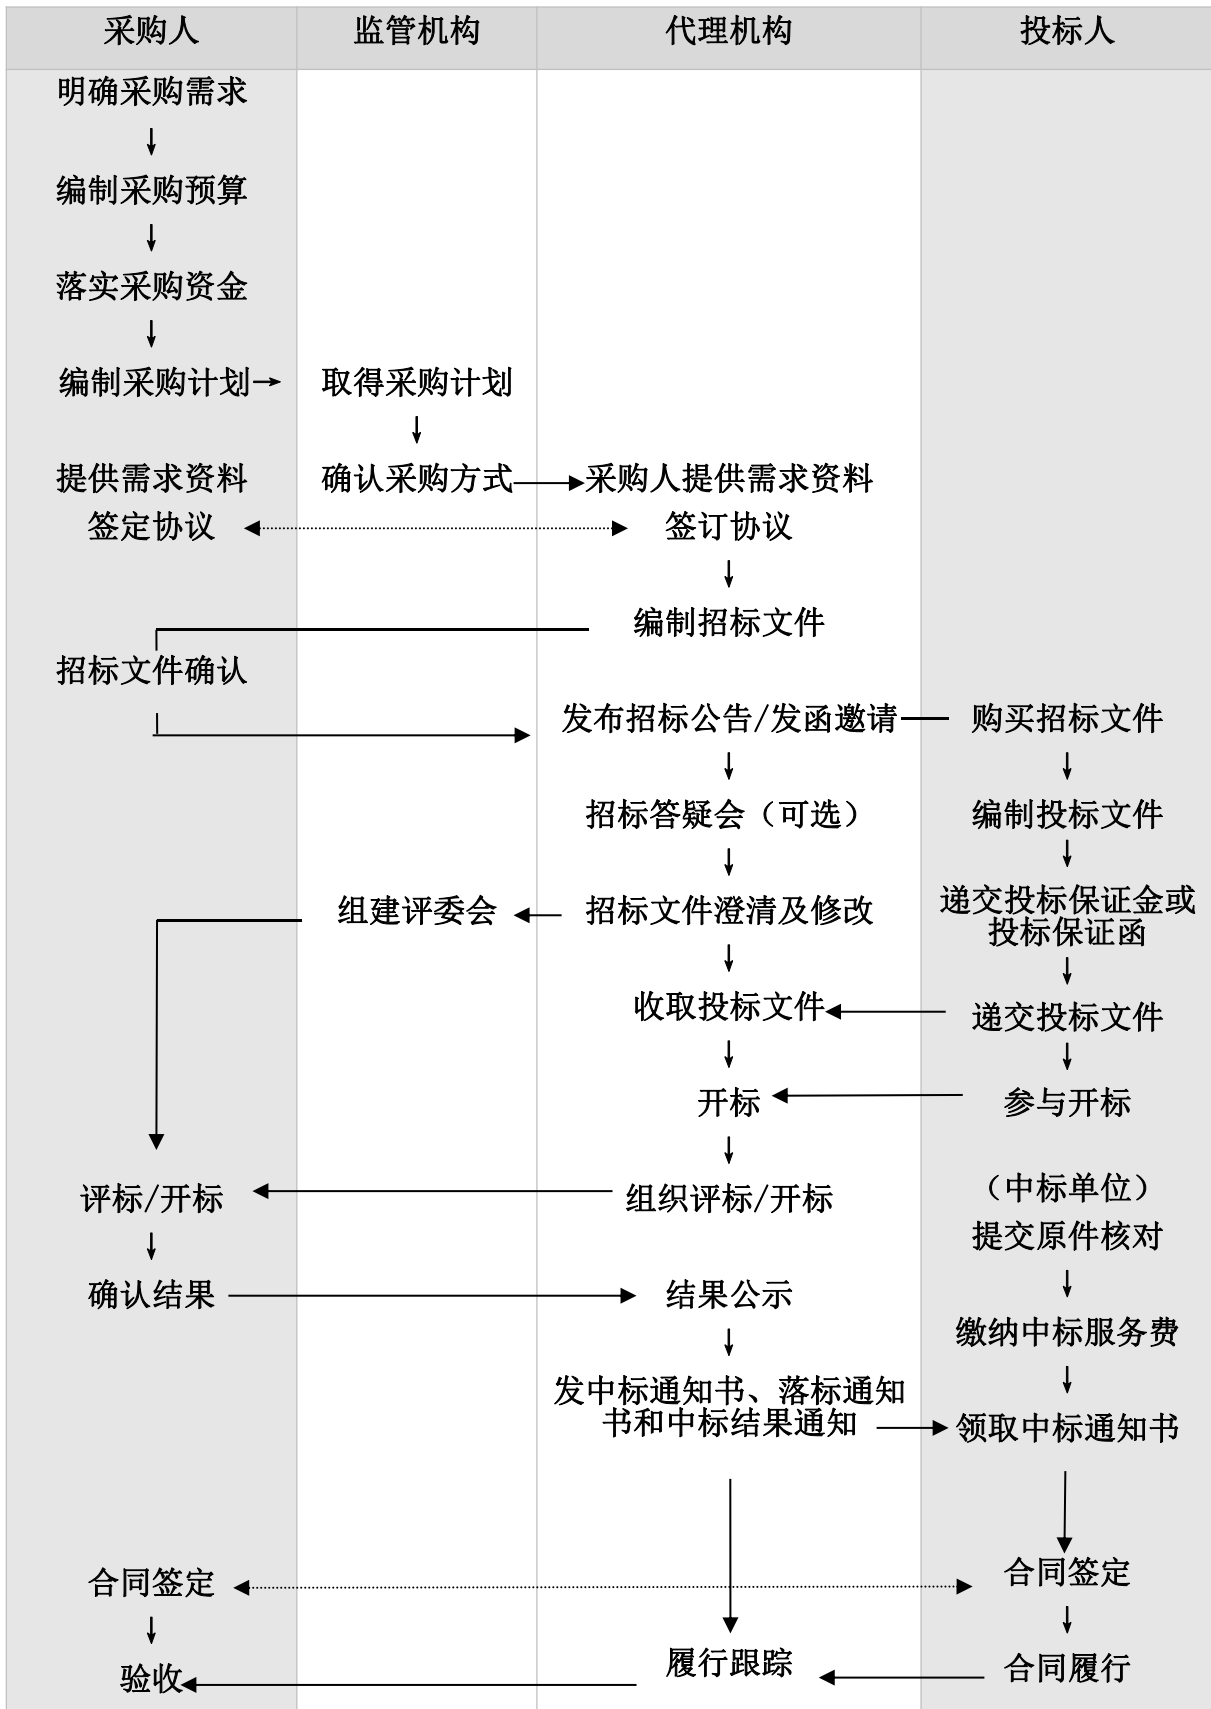 采购人 监管机构 代理机构 投标人
明确采购需求
编制采购预算
落实采购资金
编制采购计划 取得采购计划
提供需求资料 确认采购方式 采购人提供需求资料
签定协议 签订协议
编制招标文件
招标文件确认
发布招标公告/发函邀请 购买招标文件
招标答疑会（可选） 编制投标文件
组建评委会 招标文件澄清及修改 递交投标保证金或
投标保证函
收取投标文件 递交投标文件
开标 参与开标
评标/开标 组织评标/开标 （中标单位）
提交原件核对
确认结果 结果公示
缴纳中标服务费
发中标通知书、落标通知
书和中标结果通知 领取中标通知书
合同签定 合同签定
验收 履行跟踪 合同履行